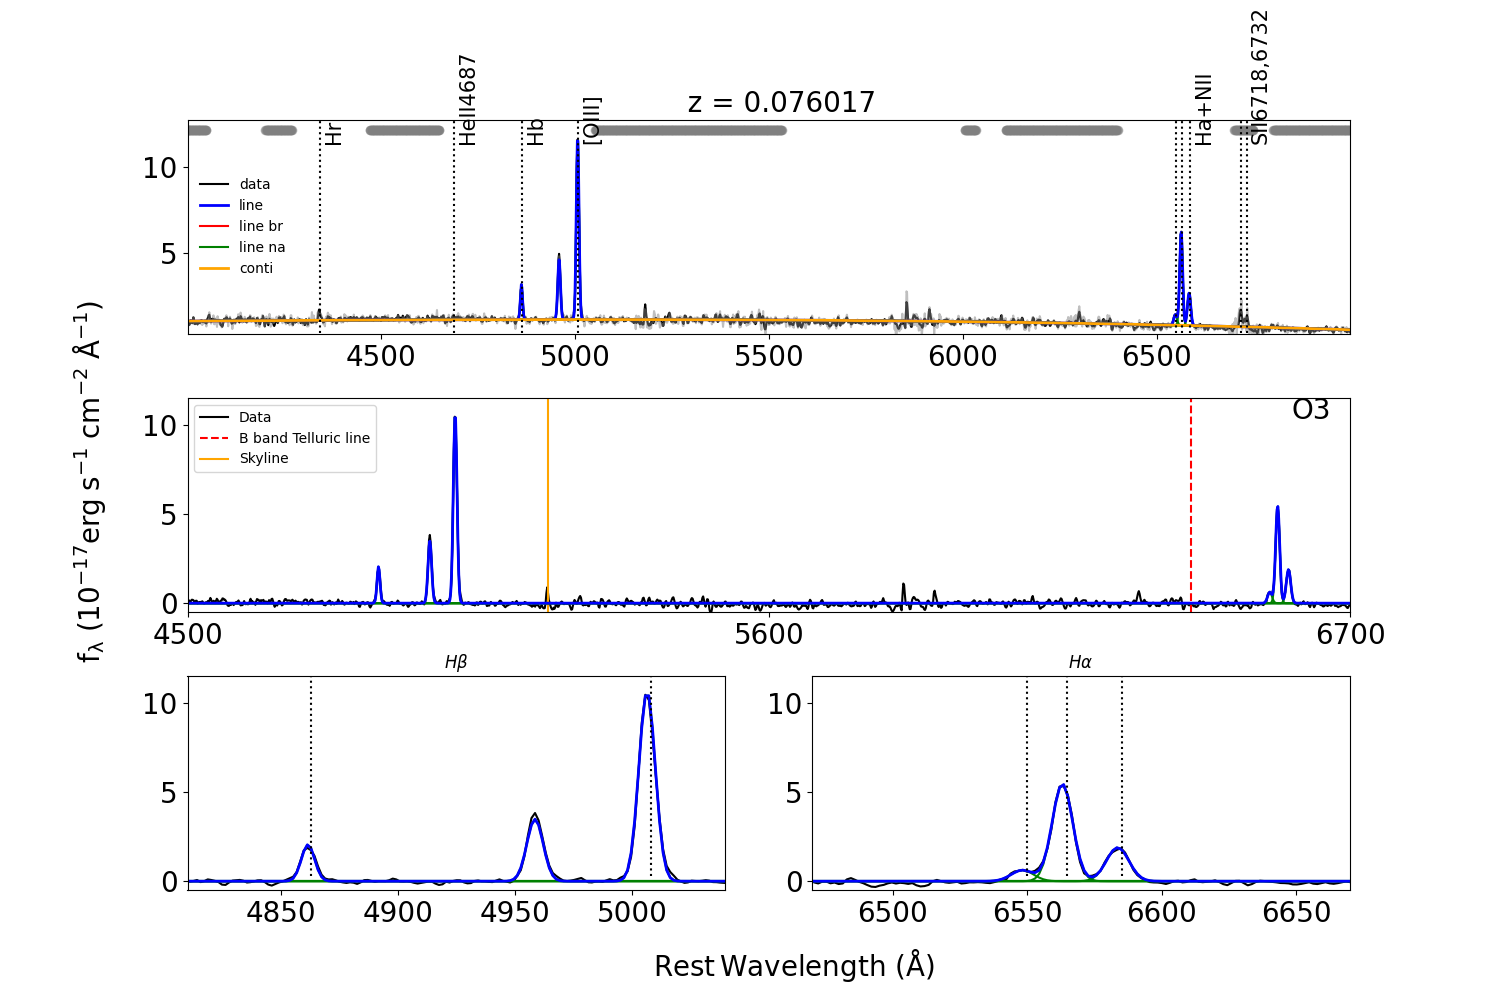 z = 0.076017
Hr
HeII4687
Hb
[OIII]
Ha+NII
SII6718,6732
10
5
data
line
line br
line na
conti
4500
5000
5500
6000
6500
fλ (10⁻¹⁷erg s⁻¹ cm⁻² Å⁻¹)
O3
10
5
0
Data
B band Telluric line
Skyline
4500
5600
6700
Hβ
10
5
0
4850
4900
4950
5000
Hα
10
5
0
6500
6550
6600
6650
Rest Wavelength (Å)